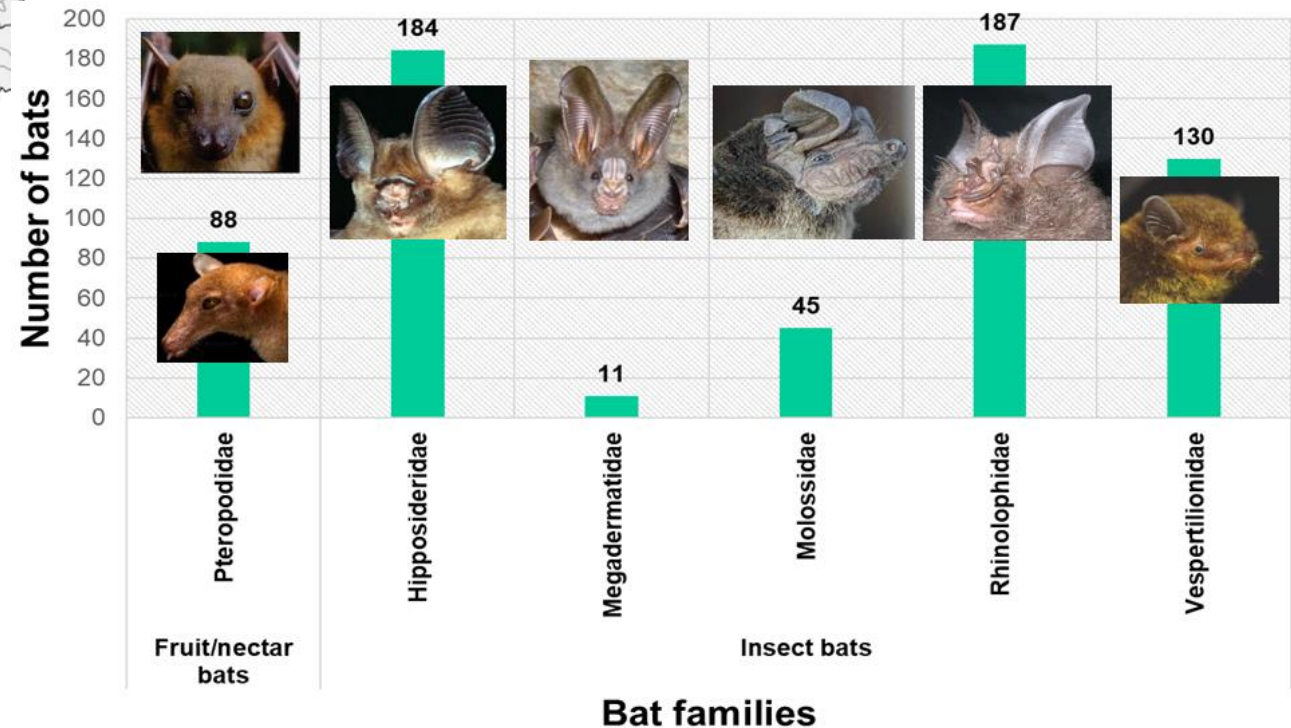 Number of bats
200
180
160
140
120
100
80
60
40
20
0
88
184
11
45
187
130
Pteropodidae
Hipposideridae
Megadermatidae
Molossidae
Rhinolophidae
Vespertilionidae
Fruit/nectar
bats
Insect bats
Bat families